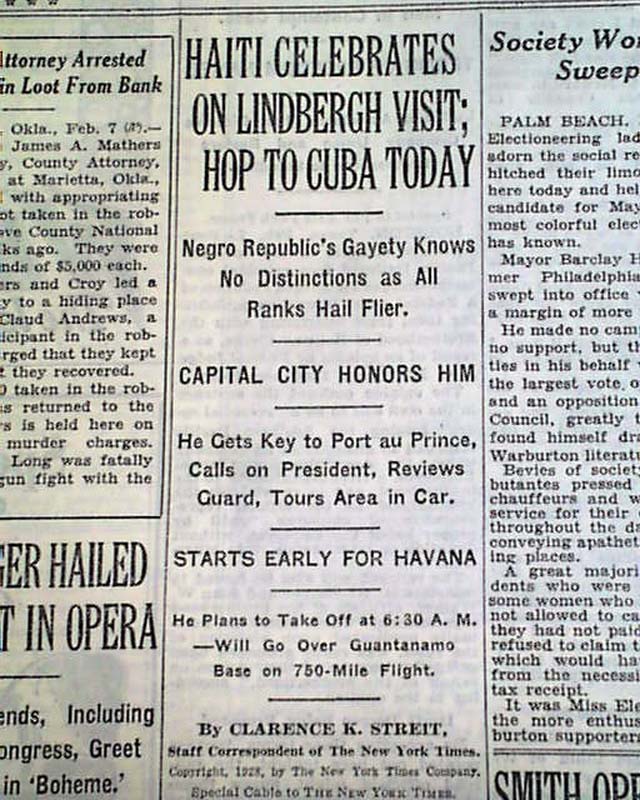 ttorney Arrested
in Loot From Bank
Okla., Feb. 7 (P).—
James A. Mathers
y, County Attorney,
at Marietta, Okla.,
with appropriating
ot taken in the rob-
ve County National
ks ago. They were
nds of $5,000 each.
ers and Croy led a
y to a hiding place
Claud Andrews, a
icipant in the rob-
rged that they kept
t they recovered.
0 taken in the rob-
s returned to the
rs is held here on
murder charges.
Long was fatally
gun fight with the
GER HAILED
T IN OPERA
ends, Including
ongress, Greet
in 'Boheme.'
HAITI CELEBRATES
ON LINDBERGH VISIT;
HOP TO CUBA TODAY
Negro Republic's Gayety Knows
No Distinctions as All
Ranks Hail Flier.
CAPITAL CITY HONORS HIM
He Gets Key to Port au Prince,
Calls on President, Reviews
Guard, Tours Area in Car.
STARTS EARLY FOR HAVANA
He Plans to Take Off at 6:30 A. M.
—Will Go Over Guantanamo
Base on 750-Mile Flight.
By CLARENCE K. STREIT,
Staff Correspondent of The New York Times.
Copyright, 1928, by The New York Times Company.
Special Cable to THE NEW YORK TIMES.
Society Wo
Sweep
PALM BEACH,
Electioneering lad
adorn the social re
hitched their limo
here today and hel
candidate for May
most colorful elec
has known.
Mayor Barclay H
mer Philadelphia
swept into office
a margin of more
He made no cam
no support, but th
ties in his behalf
the largest vote, o
and an opposition
Council, greatly t
found himself dra
Warburton literatu
Bevies of societ
butantes pressed
chauffeurs and w
service for their
throughout the da
conveying apathet
ing places.
A great majori
dents who were
some women who
not allowed to ca
they had not paid
refused to claim t
which would ha
from the necessi
tax receipt.
It was Miss Ele
the more enthus
burton supporters
SMITH OPE